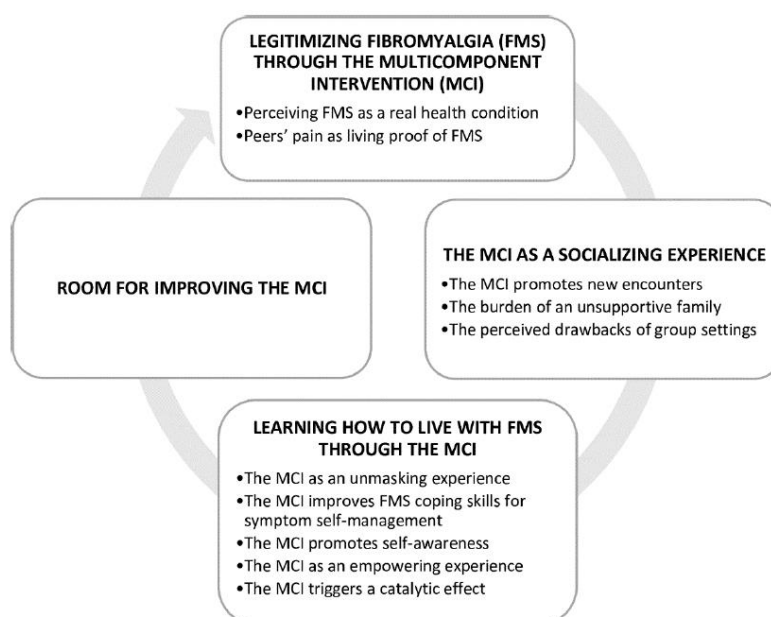 LEGITIMIZING FIBROMYALGIA (FMS)
THROUGH THE MULTICOMPONENT
INTERVENTION (MCI)
•Perceiving FMS as a real health condition
•Peers' pain as living proof of FMS
THE MCI AS A SOCIALIZING EXPERIENCE
•The MCI promotes new encounters
•The burden of an unsupportive family
•The perceived drawbacks of group settings
LEARNING HOW TO LIVE WITH FMS
THROUGH THE MCI
•The MCI as an unmasking experience
•The MCI improves FMS coping skills for
symptom self-management
•The MCI promotes self-awareness
•The MCI as an empowering experience
•The MCI triggers a catalytic effect
ROOM FOR IMPROVING THE MCI